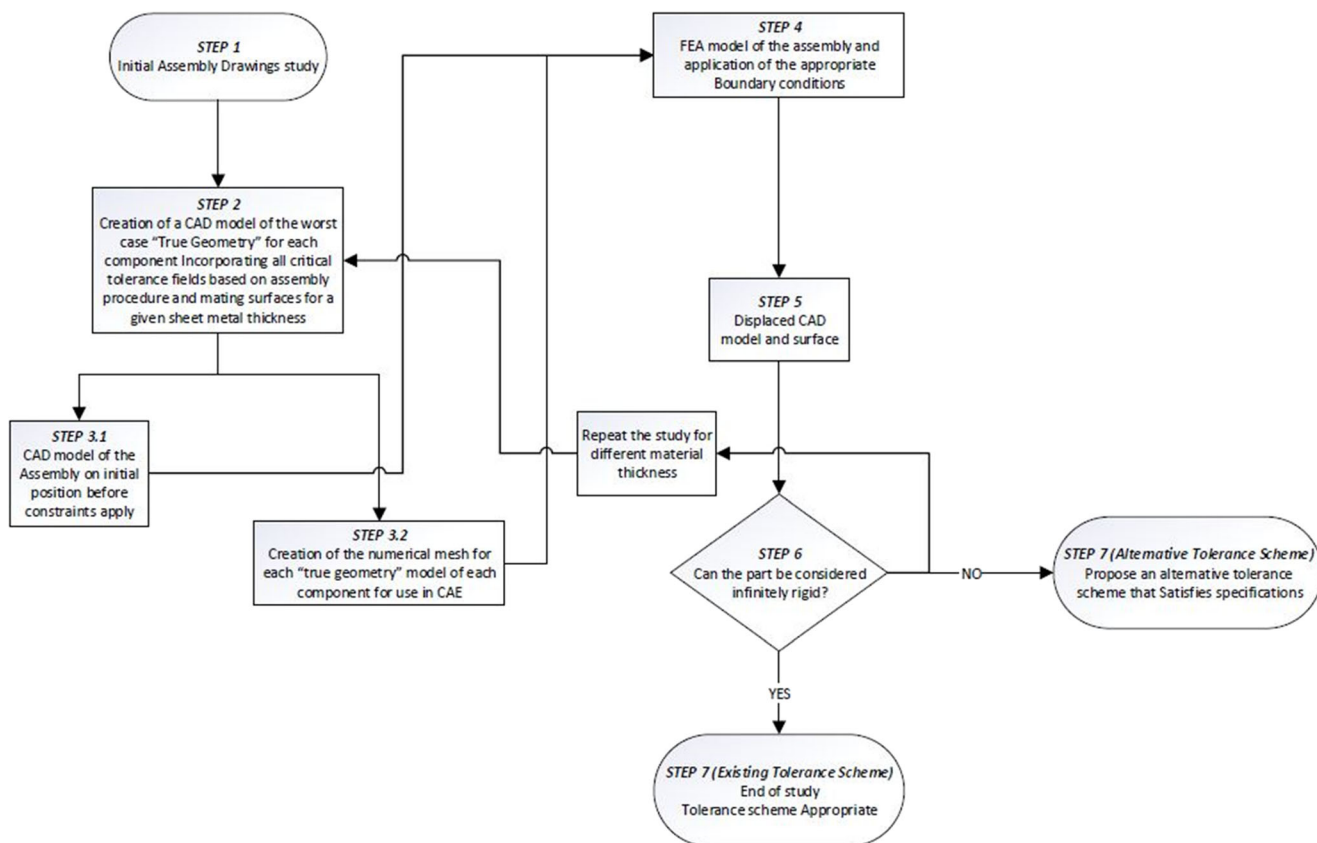 STEP 1
Initial Assembly Drawings study
STEP 2
Creation of a CAD model of the worst
case “True Geometry” for each
component Incorporating all critical
tolerance fields based on assembly
procedure and mating surfaces for a
given sheet metal thickness
STEP 3.1
CAD model of the
Assembly on initial
position before
constraints apply
STEP 3.2
Creation of the numerical mesh for
each “true geometry” model of each
component for use in CAE
STEP 4
FEA model of the assembly and
application of the appropriate
Boundary conditions
STEP 5
Displaced CAD
model and surface
Repeat the study for
different material
thickness
STEP 6
Can the part be considered
infinitely rigid?
NO
STEP 7 (Alternative Tolerance Scheme)
Propose an alternative tolerance
scheme that Satisfies specifications
YES
STEP 7 (Existing Tolerance Scheme)
End of study
Tolerance scheme Appropriate